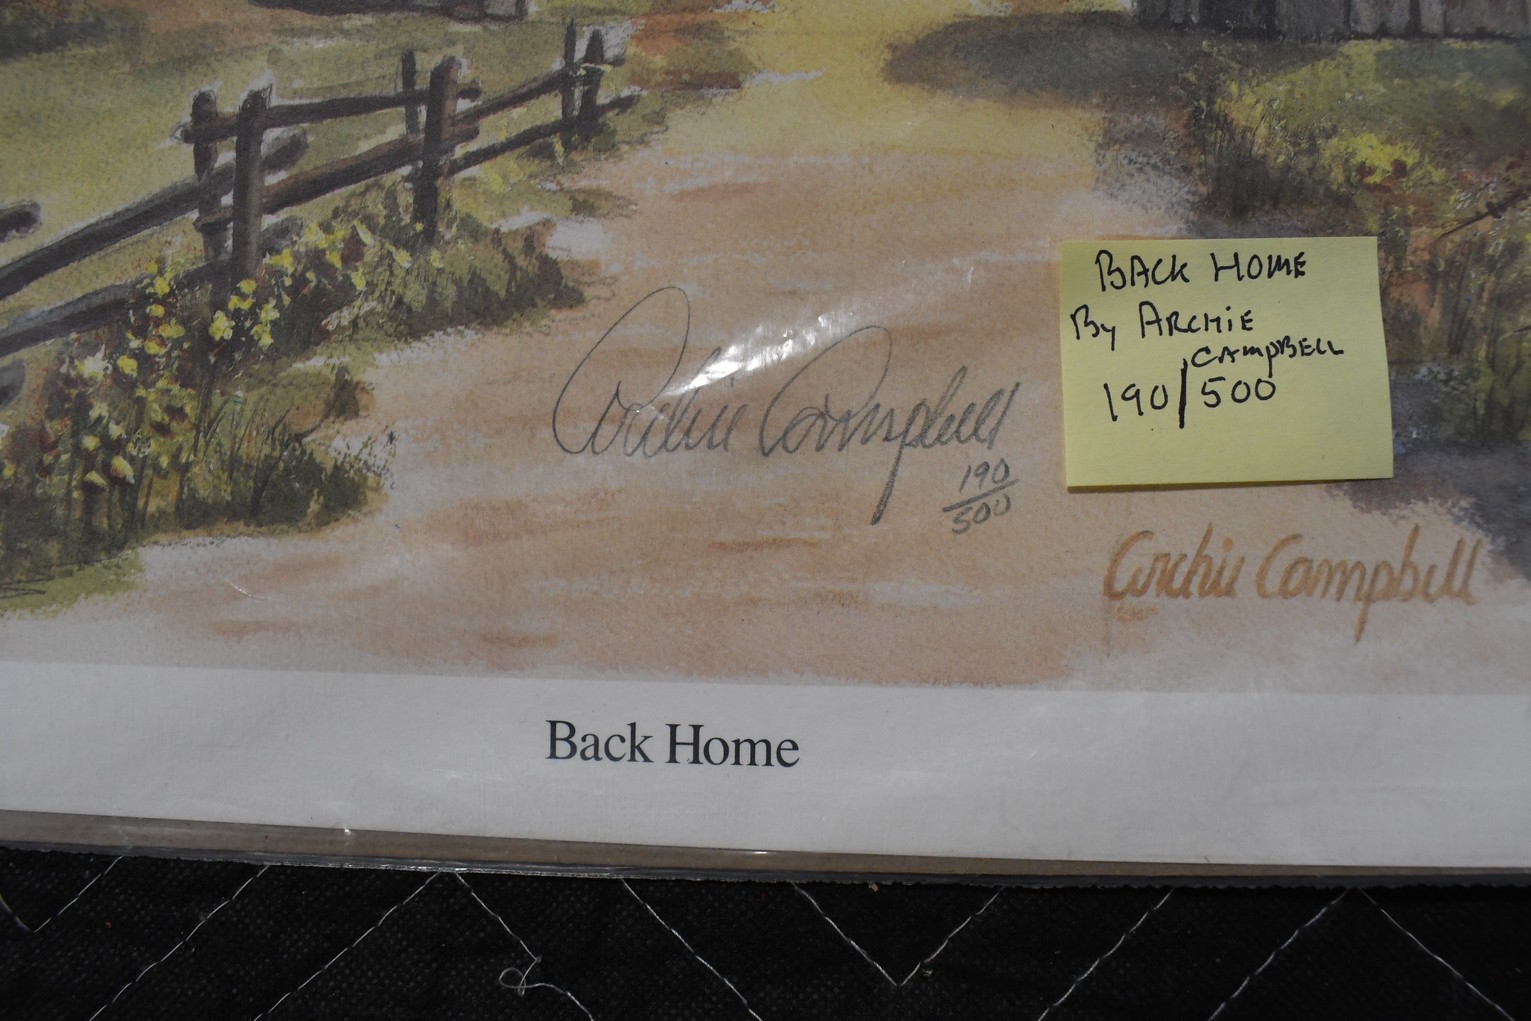 BACK HOME
By ARCHIE
CAMPBELL
190/500
Archie Campbell
190
500
Archie Campbell
Back Home